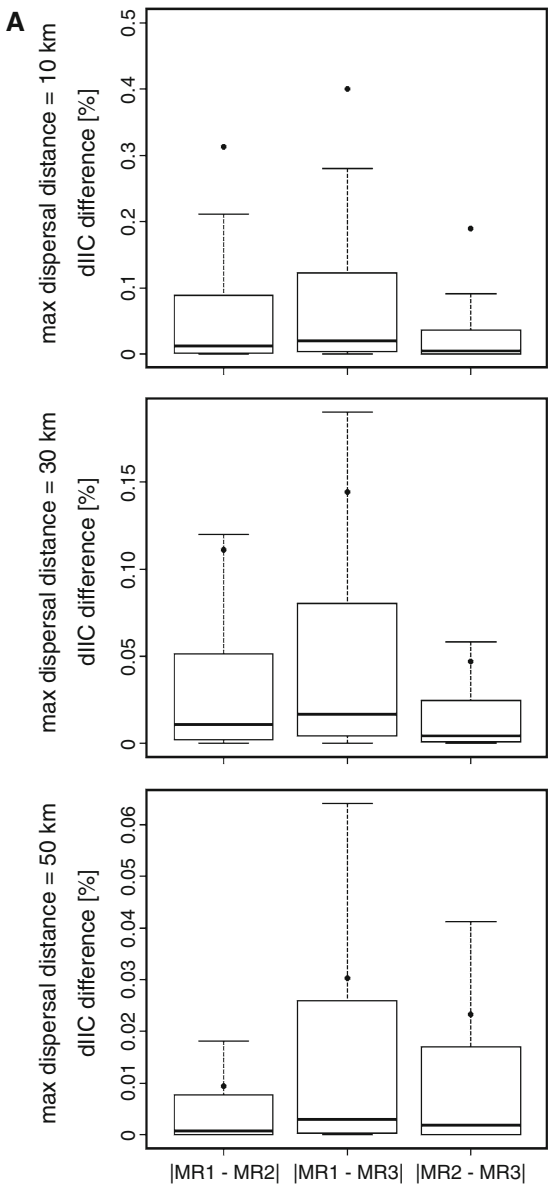 A
max dispersal distance = 10 km
dIIC difference [%]
0.5
0.4
0.3
0.2
0.1
0
max dispersal distance = 30 km
dIIC difference [%]
0.15
0.10
0.05
0
max dispersal distance = 50 km
dIIC difference [%]
0.06
0.05
0.04
0.03
0.02
0.01
0
|MR1 - MR2| |MR1 - MR3| |MR2 - MR3|